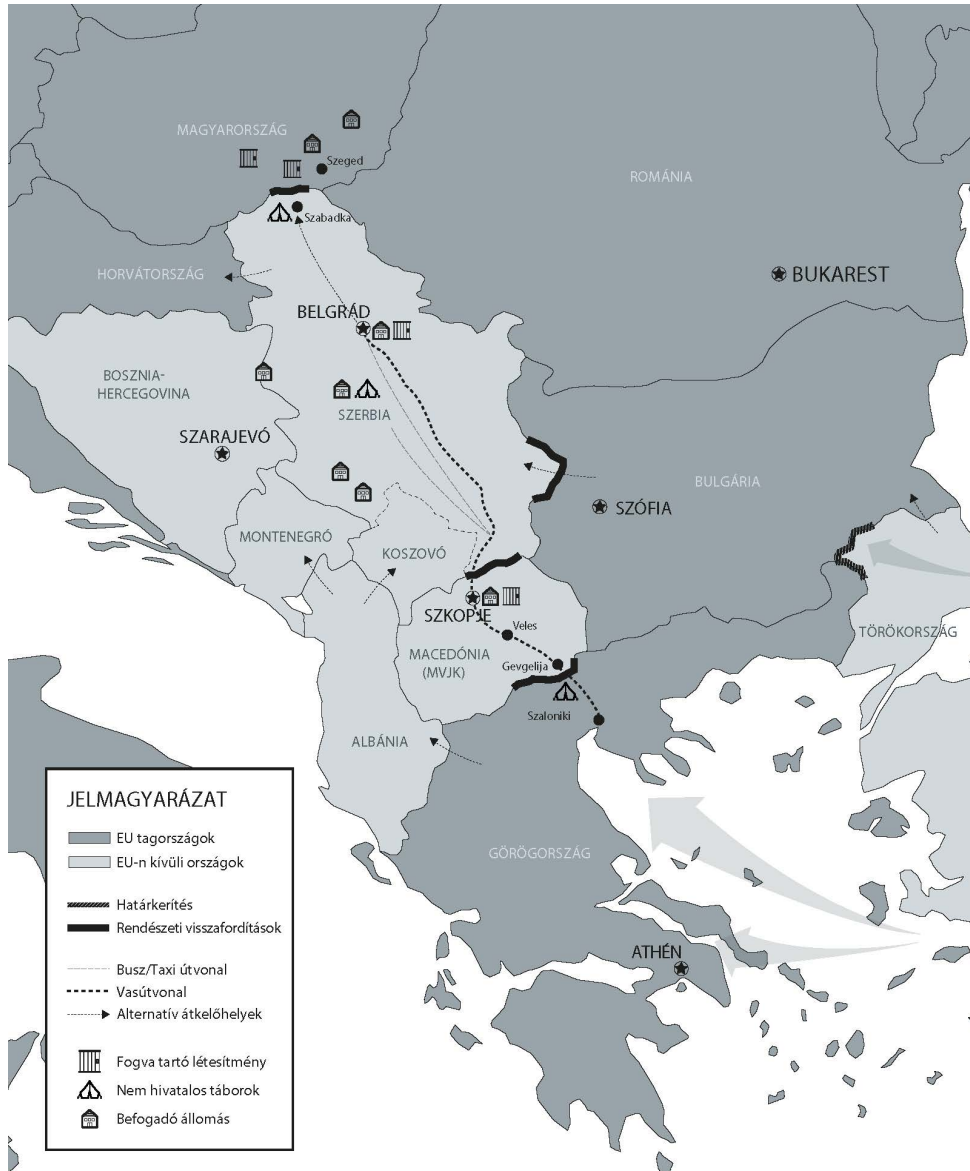 MAGYARORSZÁG
Szeged
ROMÁNIA
Szabadka
HORVÁTORSZÁG
BUKAREST
BELGRÁD
BOSZNIA-
HERCEGOVINA
SZERBIA
SZARAJEVÓ
BULGÁRIA
SZÓFIA
MONTENEGRÓ
KOSZOVÓ
SZKOPJE
Veles
TÖRÖKORSZÁG
MACEDÓNIA
(MVJK)
Gevgelija
Szaloniki
ALBÁNIA
GÖRÖGORSZÁG
ATHÉN
JELMAGYARÁZAT
EU tagországok
EU-n kívüli országok
Határkerítés
Rendészeti visszafordítások
Busz/Taxi útvonal
Vasútvonal
Alternatív átkelőhelyek
Fogva tartó létesítmény
Nem hivatalos táborok
Befogadó állomás